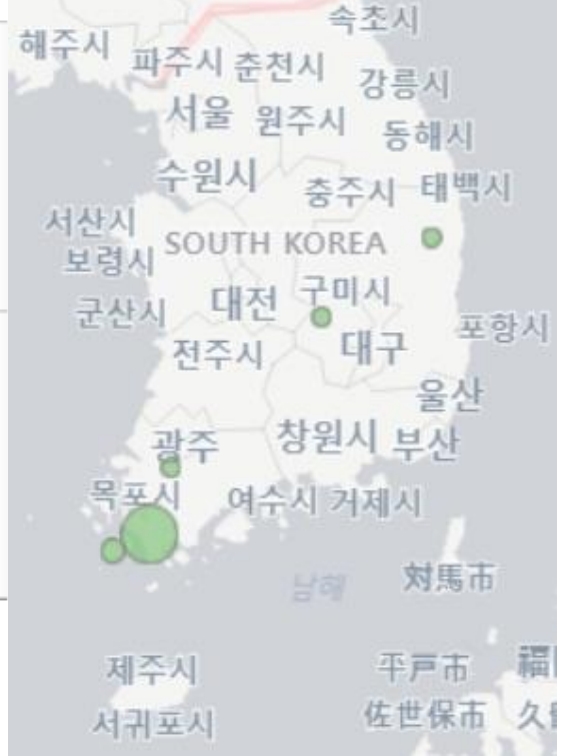 속초시
해주시
파주시 춘천시
강릉시
서울 원주시
동해시
수원시
충주시 태백시
서산시
SOUTH KOREA
보령시
구미시
군산시 대전
포항시
전주시 대구
울산
광주 창원시 부산
목포시 여수시 거제시
남해
対馬市
제주시 平戸市
서귀포시 佐世保市